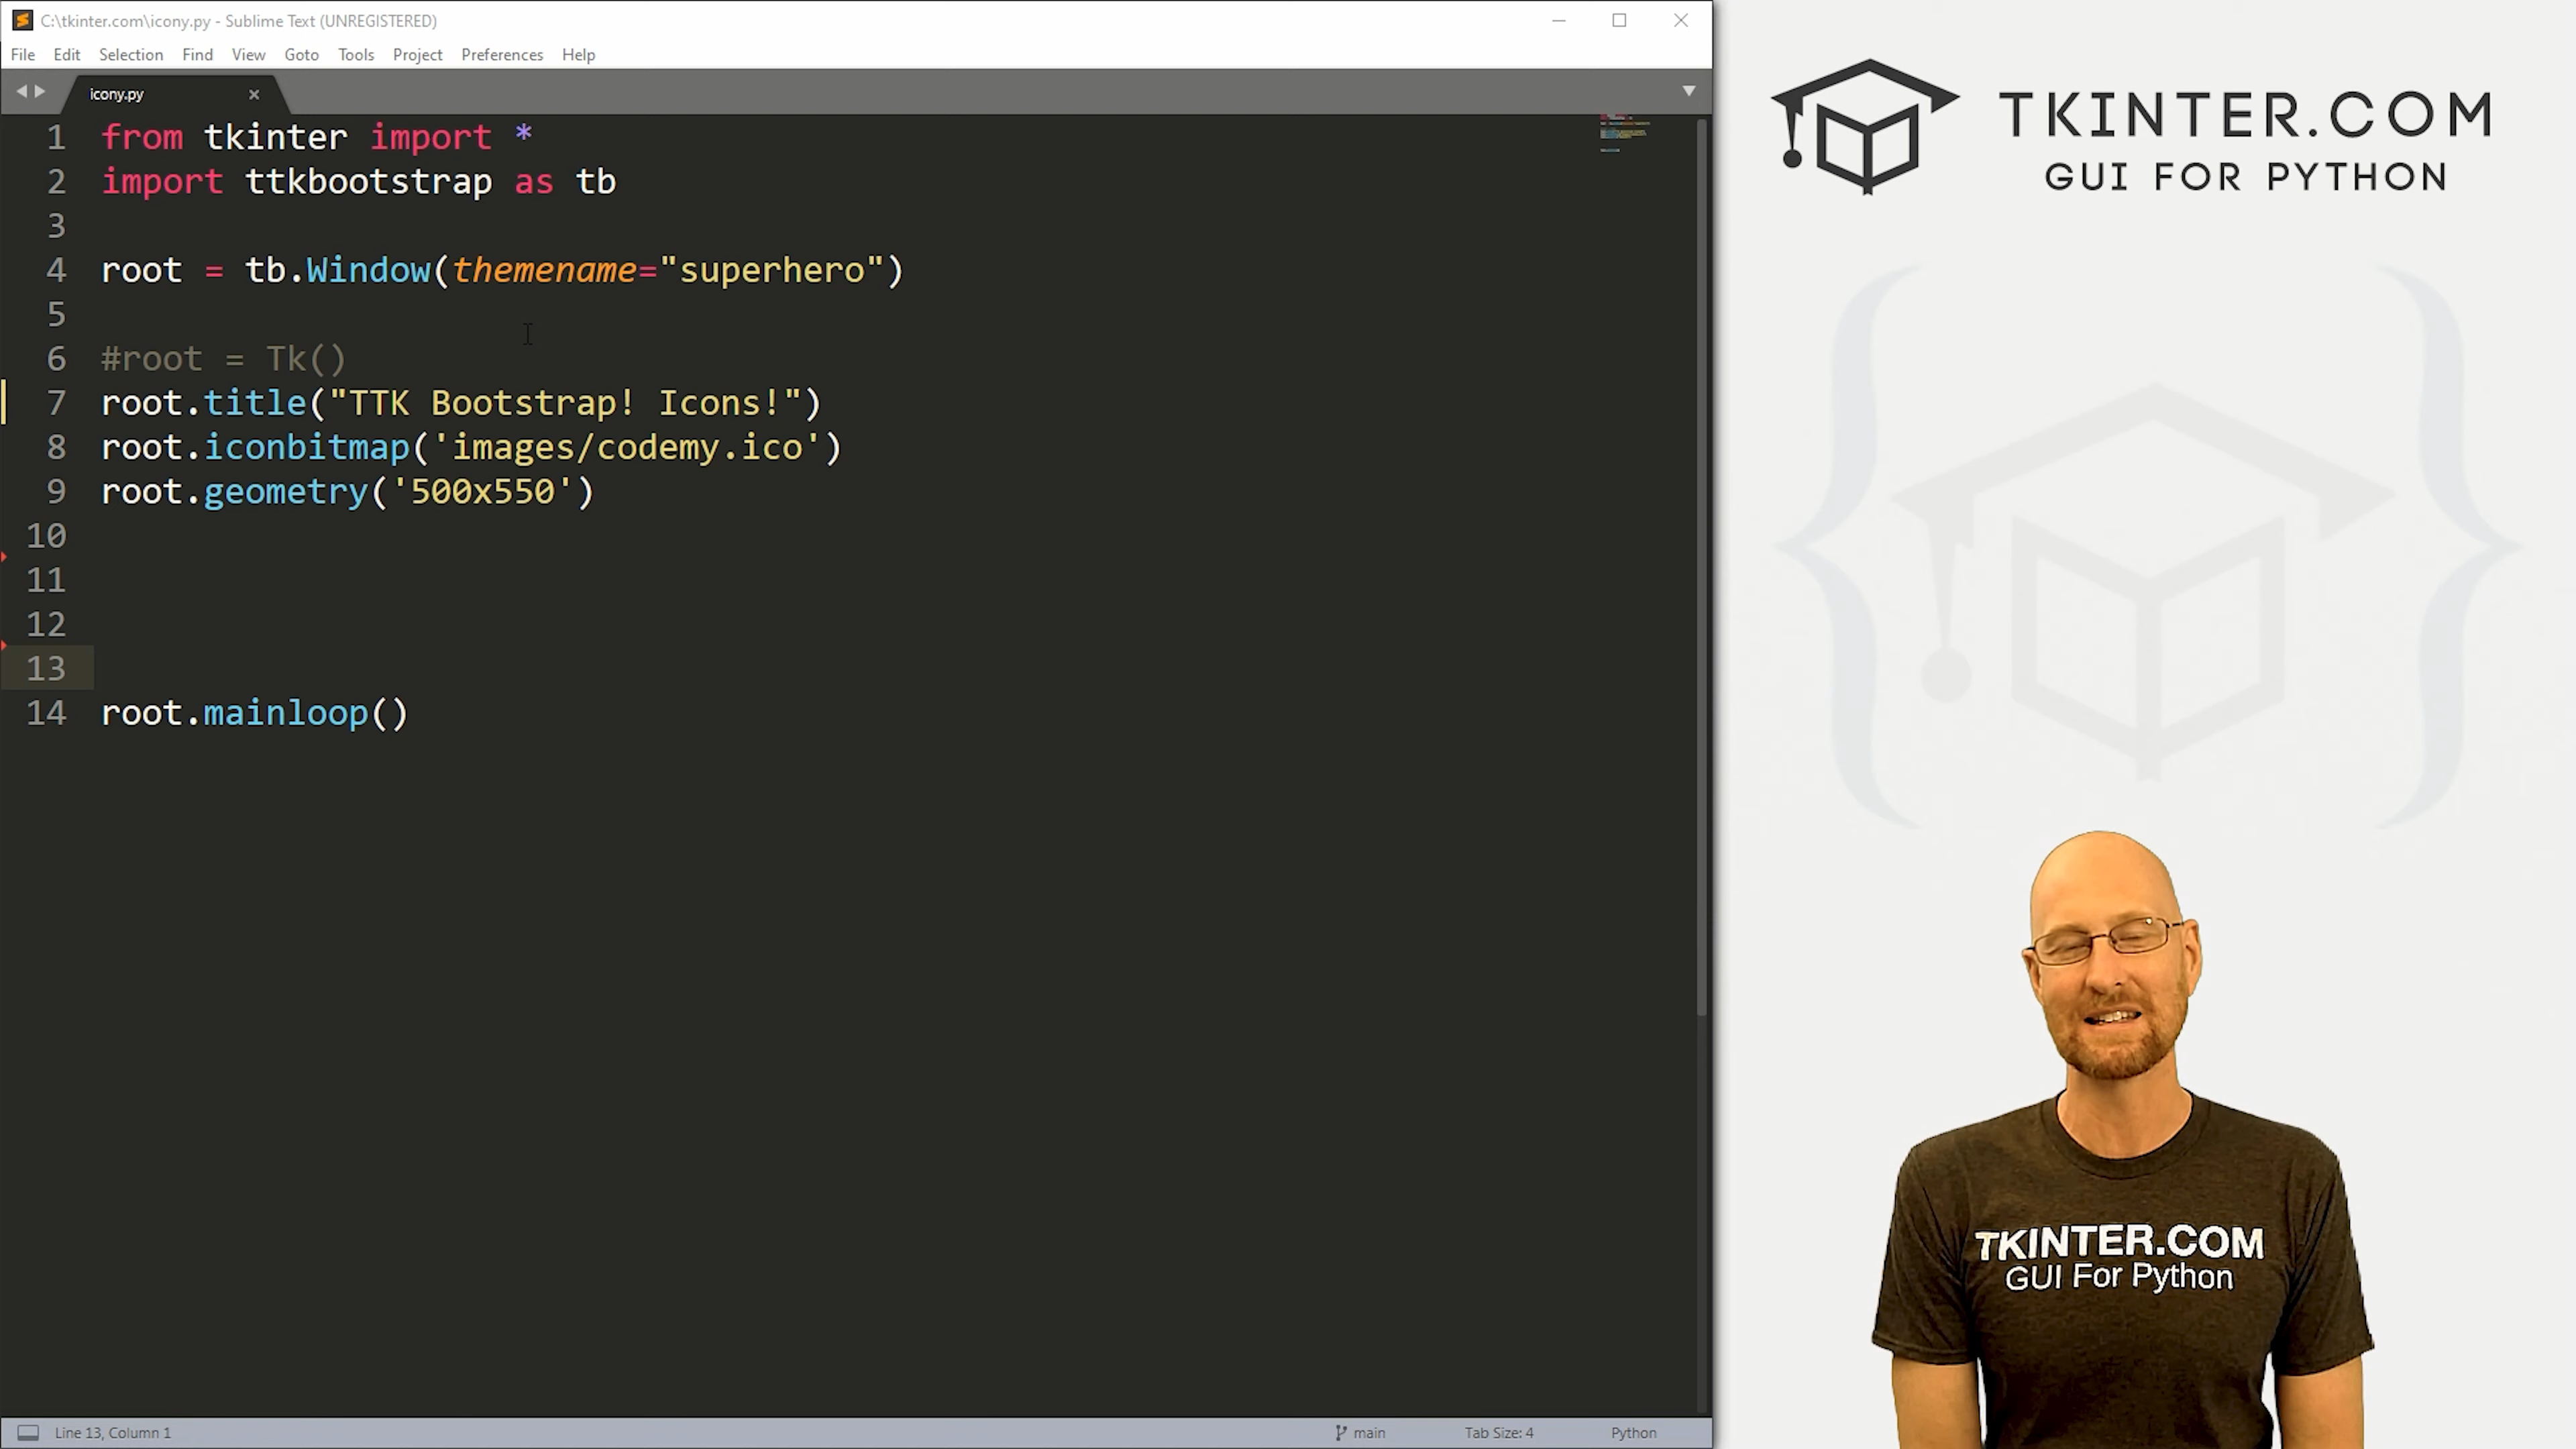 C:\tkinter.com\icony.py - Sublime Text (UNREGISTERED)
File Edit Selection Find View Goto Tools Project Preferences Help
icony.py
1 from tkinter import *
2 import ttkbootstrap as tb
3
4 root = tb.Window(themename="superhero")
5
6 #root = Tk()
7 root.title("TTK Bootstrap! Icons!")
8 root.iconbitmap('images/codemy.ico')
9 root.geometry('500x550')
10
11
12
13
14 root.mainloop()
Line 13, Column 1 main Tab Size: 4 Python
TKINTER.COM
GUI FOR PYTHON
TKINTER.COM
GUI For Python